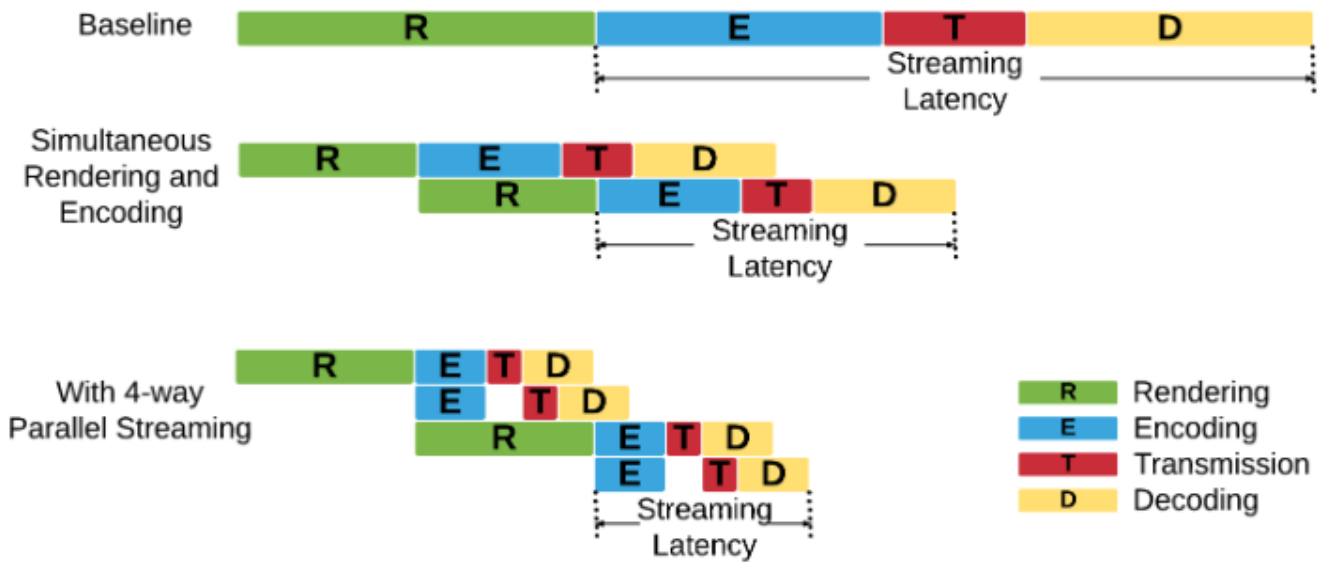 Baseline
R E T D
Streaming
Latency
Simultaneous
Rendering and
Encoding
R E T D
R E T D
Streaming
Latency
With 4-way
Parallel Streaming
R E T D
E T D
R E T D
E T D
Streaming
Latency
R Rendering
E Encoding
T Transmission
D Decoding